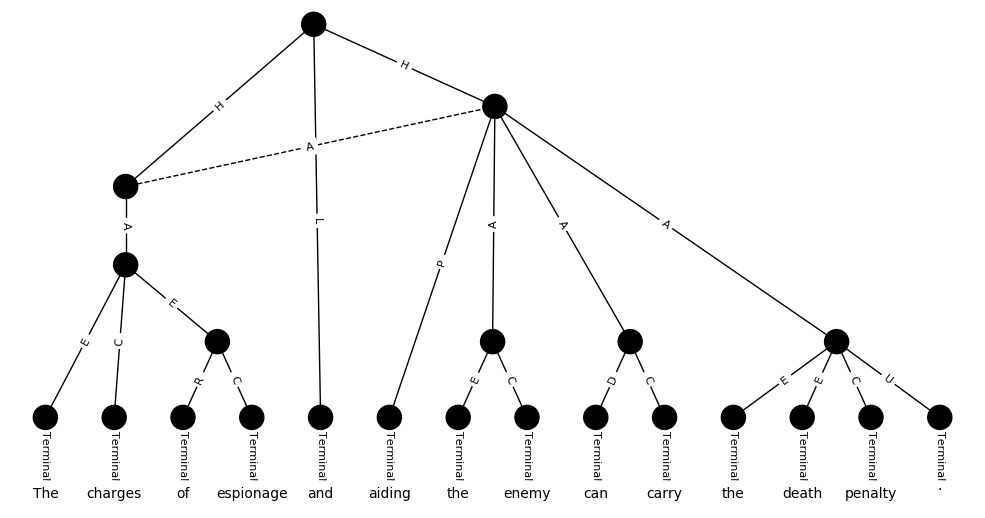 H
H
A
L
A
P
A
A
A
E
C
E
R
C
E
C
D
C
E
E
C
U
Terminal Terminal Terminal Terminal Terminal Terminal Terminal Terminal Terminal Terminal Terminal Terminal Terminal Terminal
The charges of espionage and aiding the enemy can carry the death penalty .